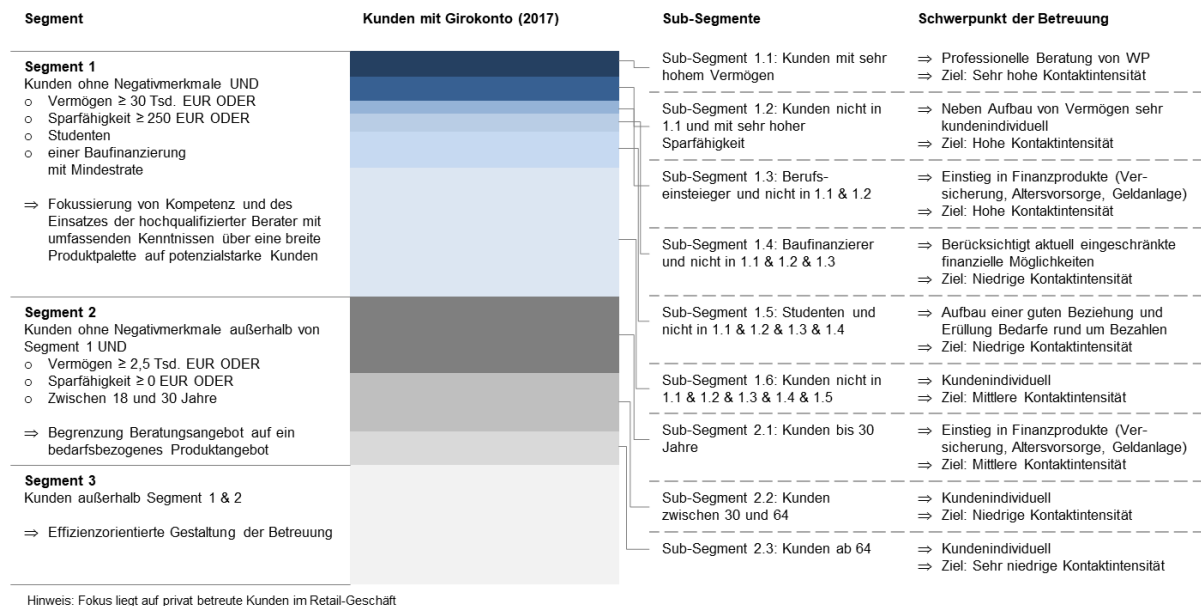 Segment
Kunden mit Girokonto (2017)
Sub-Segmente
Schwerpunkt der Betreuung
Segment 1
Kunden ohne Negativmerkmale UND
o Vermögen ≥ 30 Tsd. EUR ODER
o Sparfähigkeit ≥ 250 EUR ODER
o Studenten
o einer Baufinanzierung
mit Mindestrate
⇒ Fokussierung von Kompetenz und des
Einsatzes der hochqualifizierter Berater mit
umfassenden Kenntnissen über eine breite
Produktpalette auf potenzialstarke Kunden
Segment 2
Kunden ohne Negativmerkmale außerhalb von
Segment 1 UND
o Vermögen ≥ 2,5 Tsd. EUR ODER
o Sparfähigkeit ≥ 0 EUR ODER
o Zwischen 18 und 30 Jahre
⇒ Begrenzung Beratungsangebot auf ein
bedarfsbezogenes Produktangebot
Segment 3
Kunden außerhalb Segment 1 & 2
⇒ Effizienzorientierte Gestaltung der Betreuung
Sub-Segment 1.1: Kunden mit sehr
hohem Vermögen
⇒ Professionelle Beratung von WP
⇒ Ziel: Sehr hohe Kontaktintensität
Sub-Segment 1.2: Kunden nicht in
1.1 und mit sehr hoher
Sparfähigkeit
⇒ Neben Aufbau von Vermögen sehr
kundenindividuell
⇒ Ziel: Hohe Kontaktintensität
Sub-Segment 1.3: Berufs-
einsteiger und nicht in 1.1 & 1.2
⇒ Einstieg in Finanzprodukte (Ver-
sicherung, Altersvorsorge, Geldanlage)
⇒ Ziel: Hohe Kontaktintensität
Sub-Segment 1.4: Baufinanzierer
und nicht in 1.1 & 1.2 & 1.3
⇒ Berücksichtigt aktuell eingeschränkte
finanzielle Möglichkeiten
⇒ Ziel: Niedrige Kontaktintensität
Sub-Segment 1.5: Studenten und
nicht in 1.1 & 1.2 & 1.3 & 1.4
⇒ Aufbau einer guten Beziehung und
Erüllung Bedarfe rund um Bezahlen
⇒ Ziel: Niedrige Kontaktintensität
Sub-Segment 1.6: Kunden nicht in
1.1 & 1.2 & 1.3 & 1.4 & 1.5
⇒ Kundenindividuell
⇒ Ziel: Mittlere Kontaktintensität
Sub-Segment 2.1: Kunden bis 30
Jahre
⇒ Einstieg in Finanzprodukte (Ver-
sicherung, Altersvorsorge, Geldanlage)
⇒ Ziel: Mittlere Kontaktintensität
Sub-Segment 2.2: Kunden
zwischen 30 und 64
⇒ Kundenindividuell
⇒ Ziel: Niedrige Kontaktintensität
Sub-Segment 2.3: Kunden ab 64
⇒ Kundenindividuell
⇒ Ziel: Sehr niedrige Kontaktintensität
Hinweis: Fokus liegt auf privat betreute Kunden im Retail-Geschäft